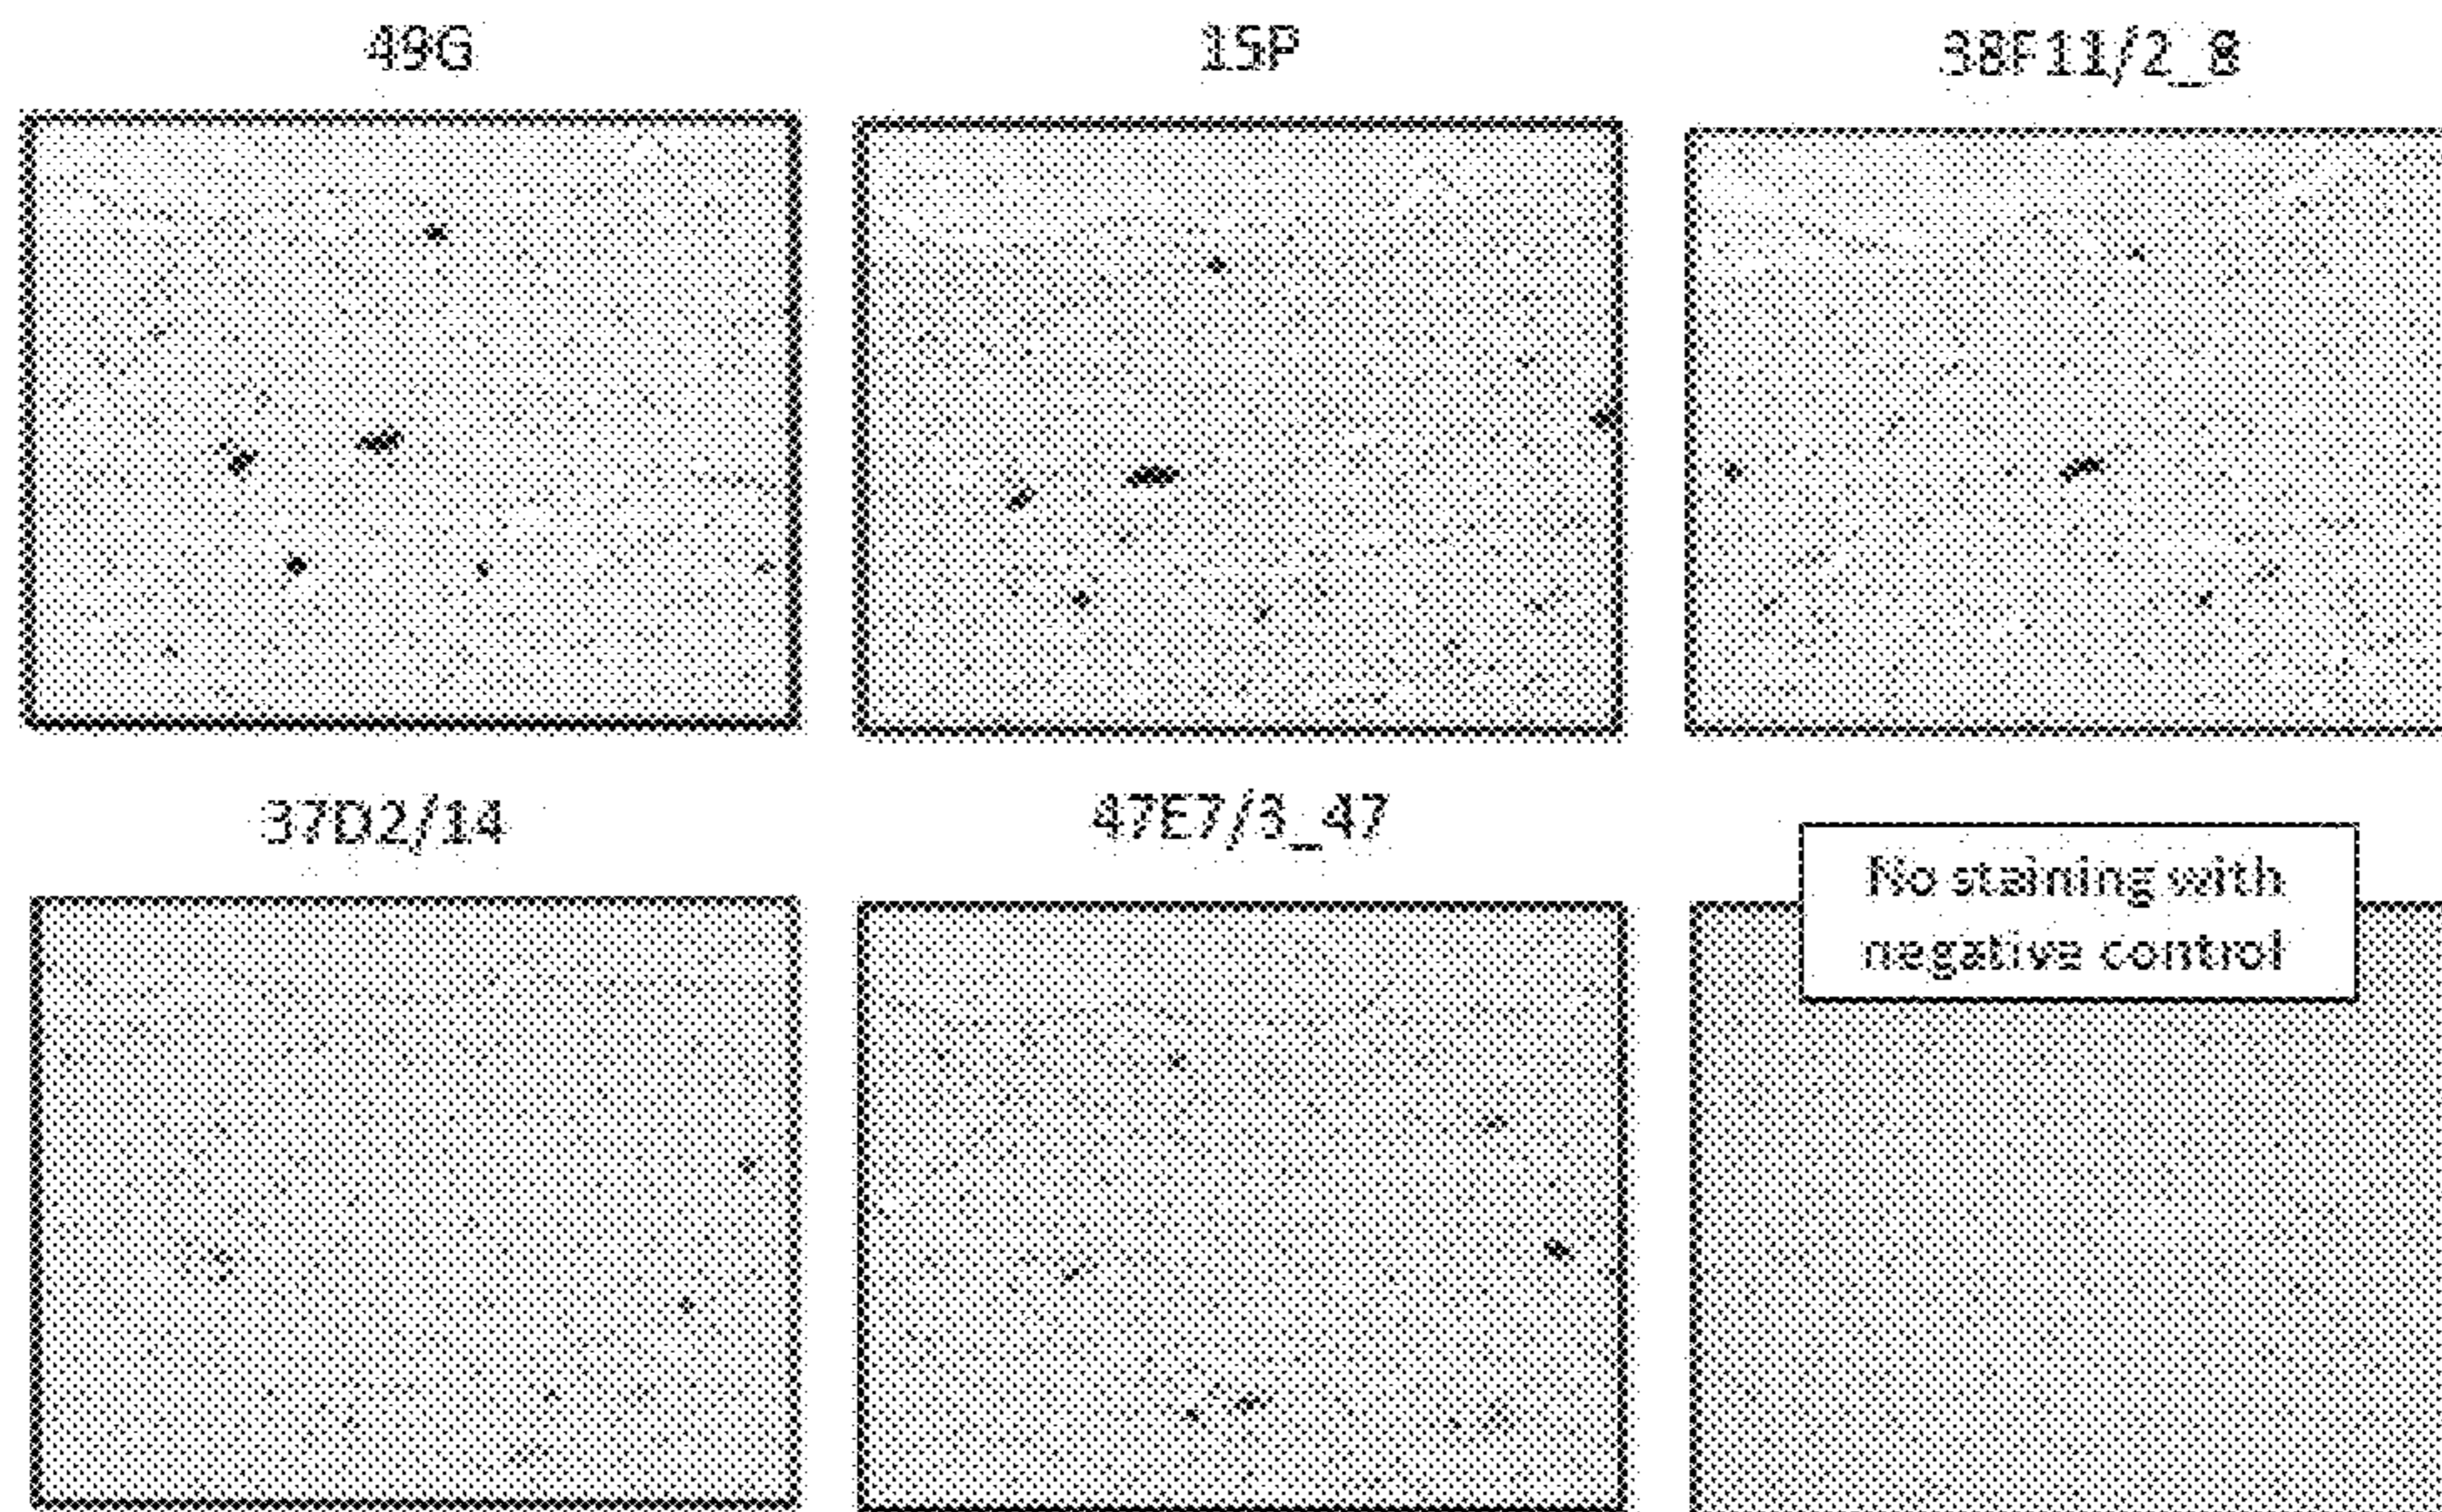 49G
15P
38F11/2_8
37D2/14
47E7/3_47
No staining with
negative control